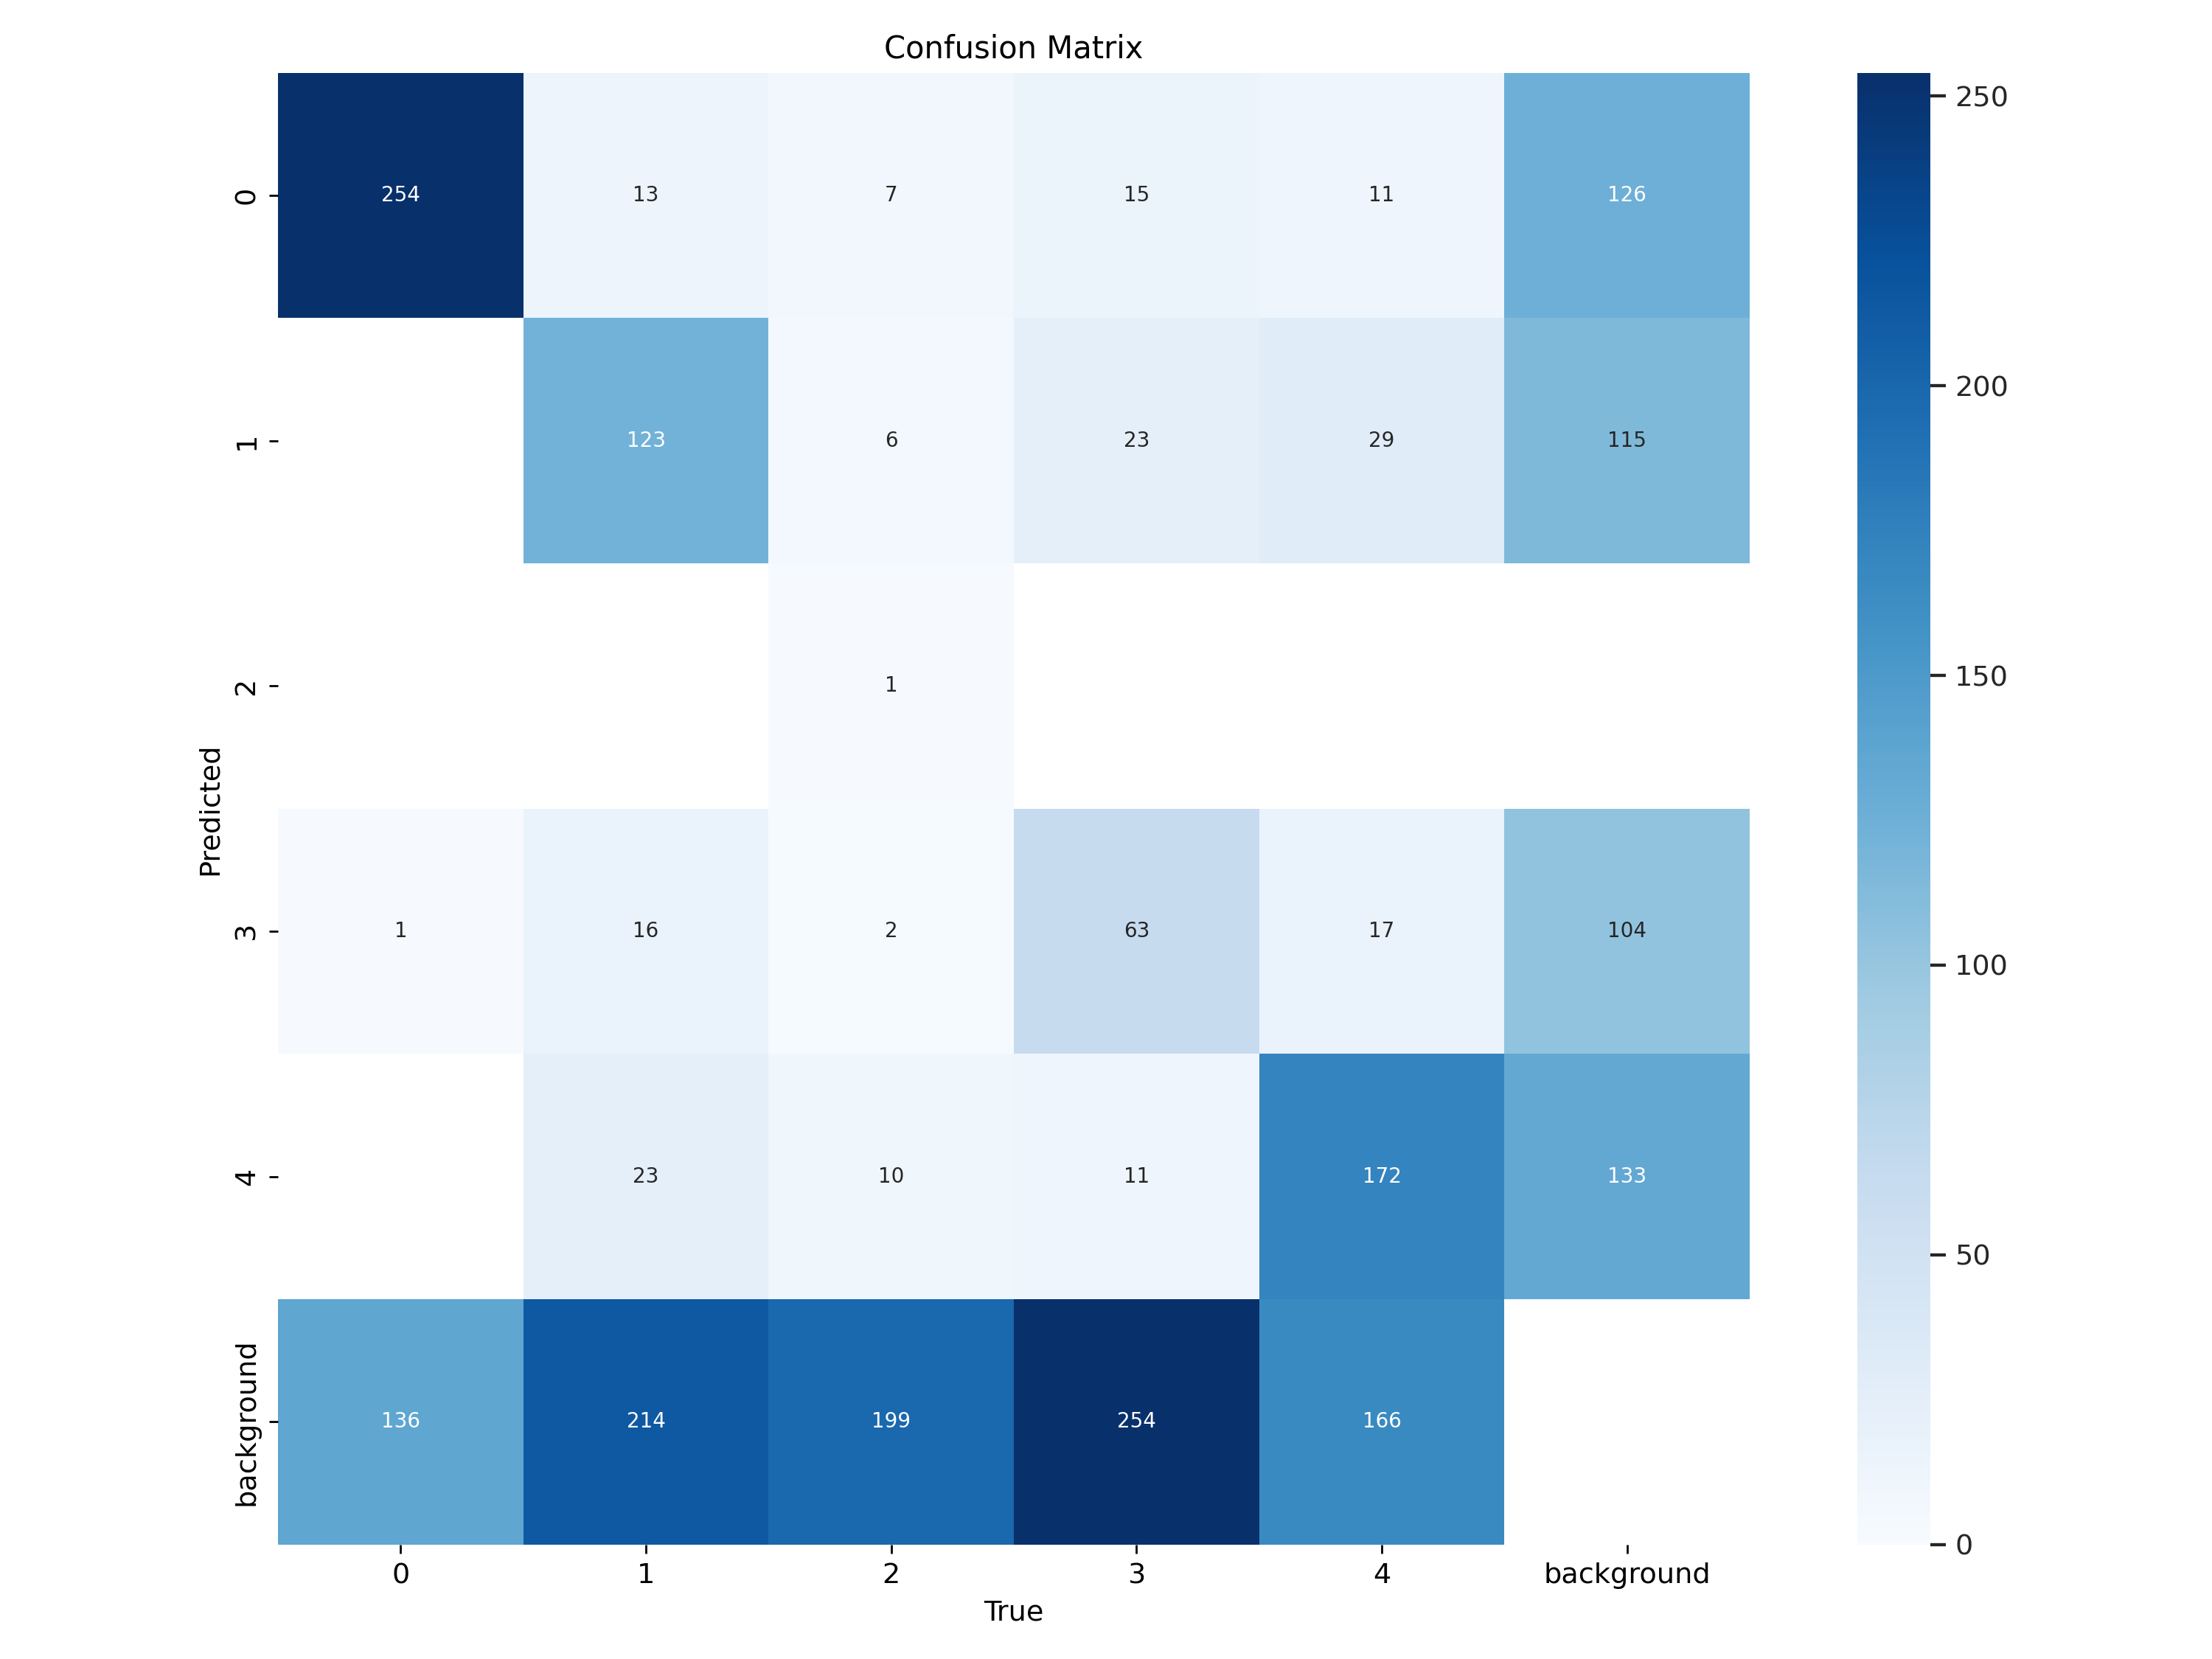 Confusion Matrix
0 254 13 7 15 11 126
1 123 6 23 29 115
2 1
3 1 16 2 63 17 104
4 23 10 11 172 133
background 136 214 199 254 166
0 1 2 3 4 background
True
Predicted
250
200
150
100
50
0